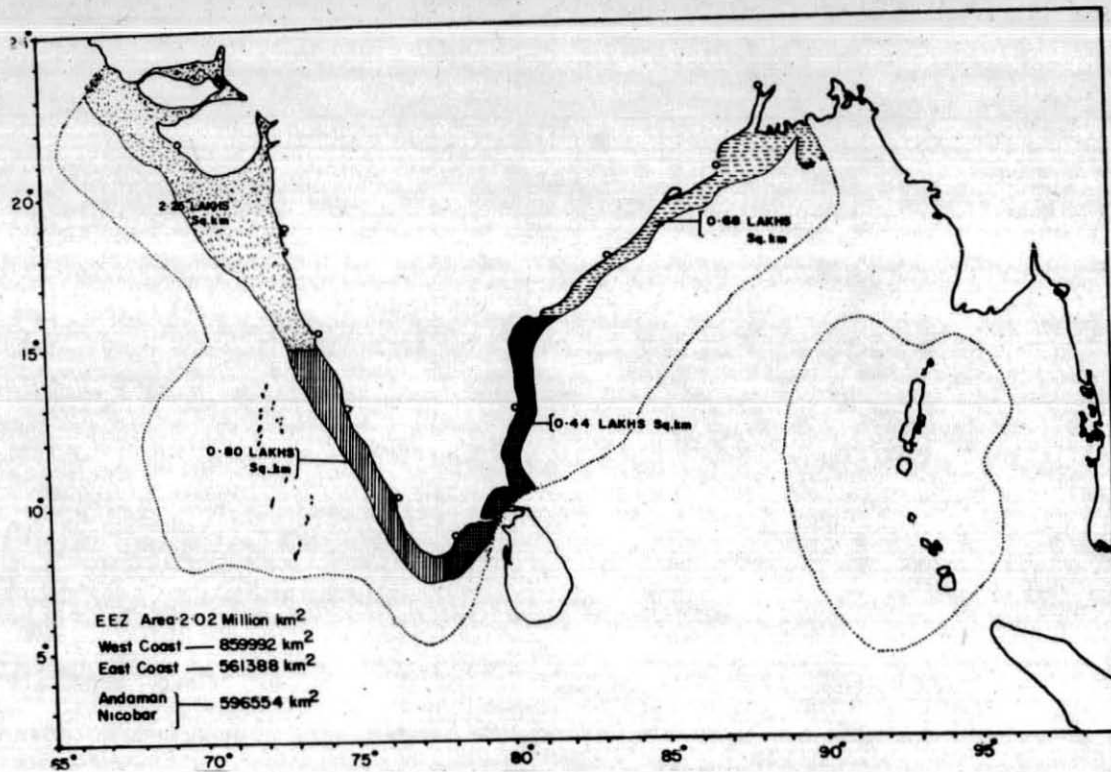 24°
20°
15°
10°
5°
65°
70°
75°
80°
85°
90°
95°
LAKHS
Sq.km
0·68 LAKHS
Sq.km
0·44 LAKHS Sq.km
0·80 LAKHS
Sq.km
EEZ Area·2·02 Million km²
West Coast — 859992 km²
East Coast — 561388 km²
Andaman
Nicobar
596554 km²